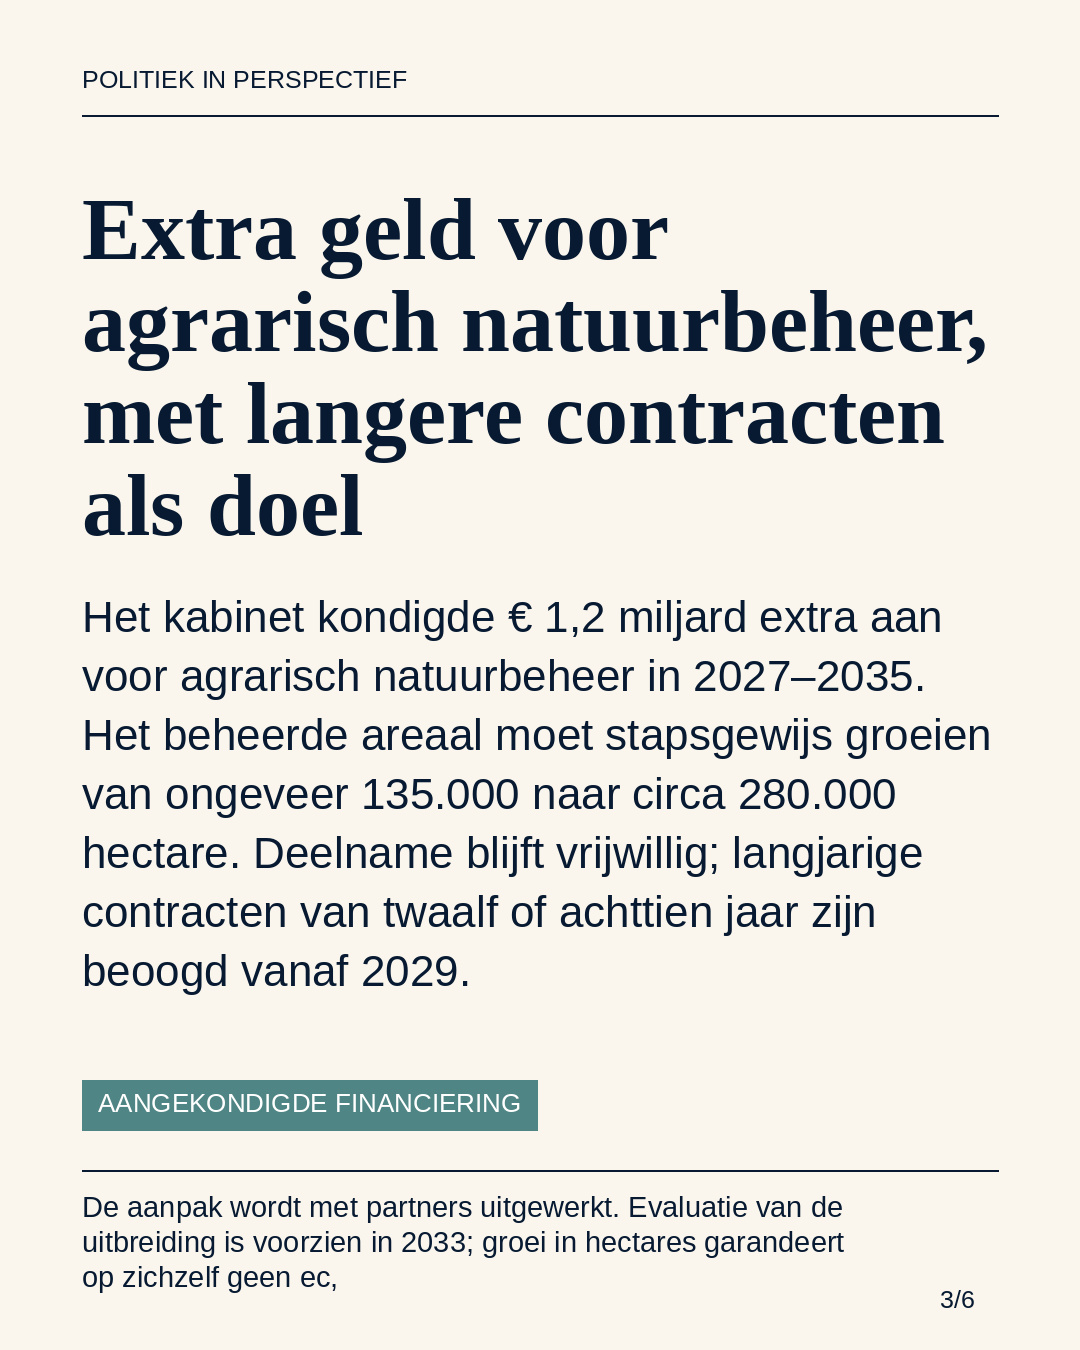 POLITIEK IN PERSPECTIEF
Extra geld voor
agrarisch natuurbeheer,
met langere contracten
als doel
Het kabinet kondigde € 1,2 miljard extra aan
voor agrarisch natuurbeheer in 2027–2035.
Het beheerde areaal moet stapsgewijs groeien
van ongeveer 135.000 naar circa 280.000
hectare. Deelname blijft vrijwillig; langjarige
contracten van twaalf of achttien jaar zijn
beoogd vanaf 2029.
AANGEKONDIGDE FINANCIERING
De aanpak wordt met partners uitgewerkt. Evaluatie van de
uitbreiding is voorzien in 2033; groei in hectares garandeert
op zichzelf geen ec,
3/6